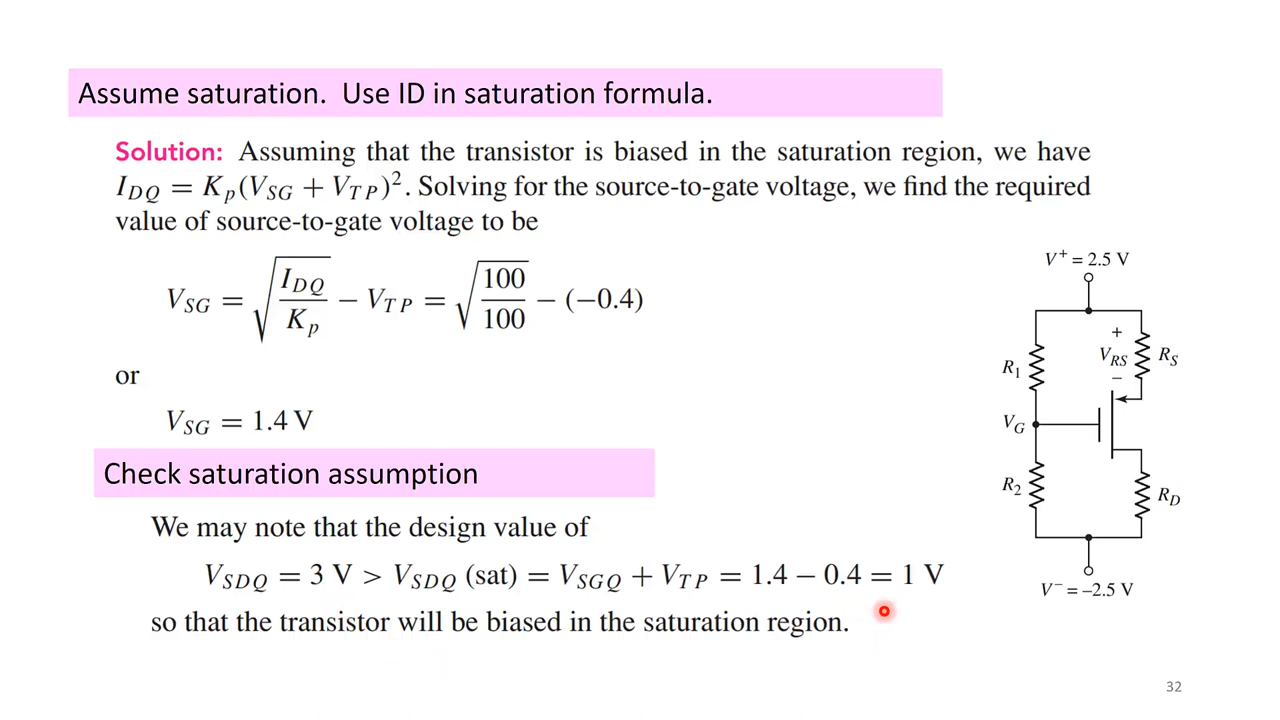 Assume saturation.  Use ID in saturation formula.
Solution: Assuming that the transistor is biased in the saturation region, we have
I_DQ = K_p(V_SG + V_TP)². Solving for the source-to-gate voltage, we find the required
value of source-to-gate voltage to be
V_SG = √(I_DQ/K_p) − V_TP = √(100/100) − (−0.4)
or
V_SG = 1.4 V
Check saturation assumption
We may note that the design value of
V_SDQ = 3 V > V_SDQ (sat) = V_SGQ + V_TP = 1.4 − 0.4 = 1 V
so that the transistor will be biased in the saturation region.
V⁺ = 2.5 V
+
R₁
V_RS
R_S
−
V_G
R₂
R_D
V⁻ = –2.5 V
32